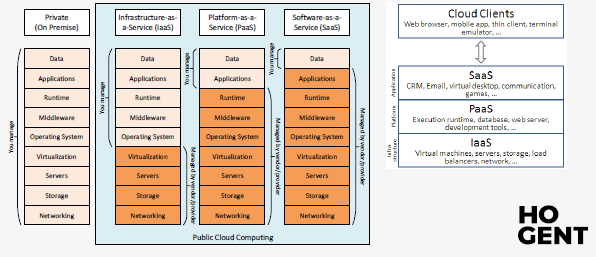 Private
(On Premise)
You manage
Data
Applications
Runtime
Middleware
Operating System
Virtualization
Servers
Storage
Networking
Infrastructure-as-
a-Service (IaaS)
You manage
Data
Applications
Runtime
Middleware
Operating System
Virtualization
Servers
Storage
Networking
Managed by vendor/provider
Platform-as-a-
Service (PaaS)
You manage
Data
Applications
Runtime
Middleware
Operating System
Virtualization
Servers
Storage
Networking
Managed by vendor/provider
Software-as-a-
Service (SaaS)
You manage
Data
Applications
Runtime
Middleware
Operating System
Virtualization
Servers
Storage
Networking
Managed by vendor/provider
Public Cloud Computing
Cloud Clients
Web browser, mobile app, thin client, terminal
emulator, ...
Application
SaaS
CRM, Email, virtual desktop, communication,
games, ...
Platform
PaaS
Execution runtime, database, web server,
development tools, ...
Infra-
structure
IaaS
Virtual machines, servers, storage, load
balancers, network, ...
HO
GENT